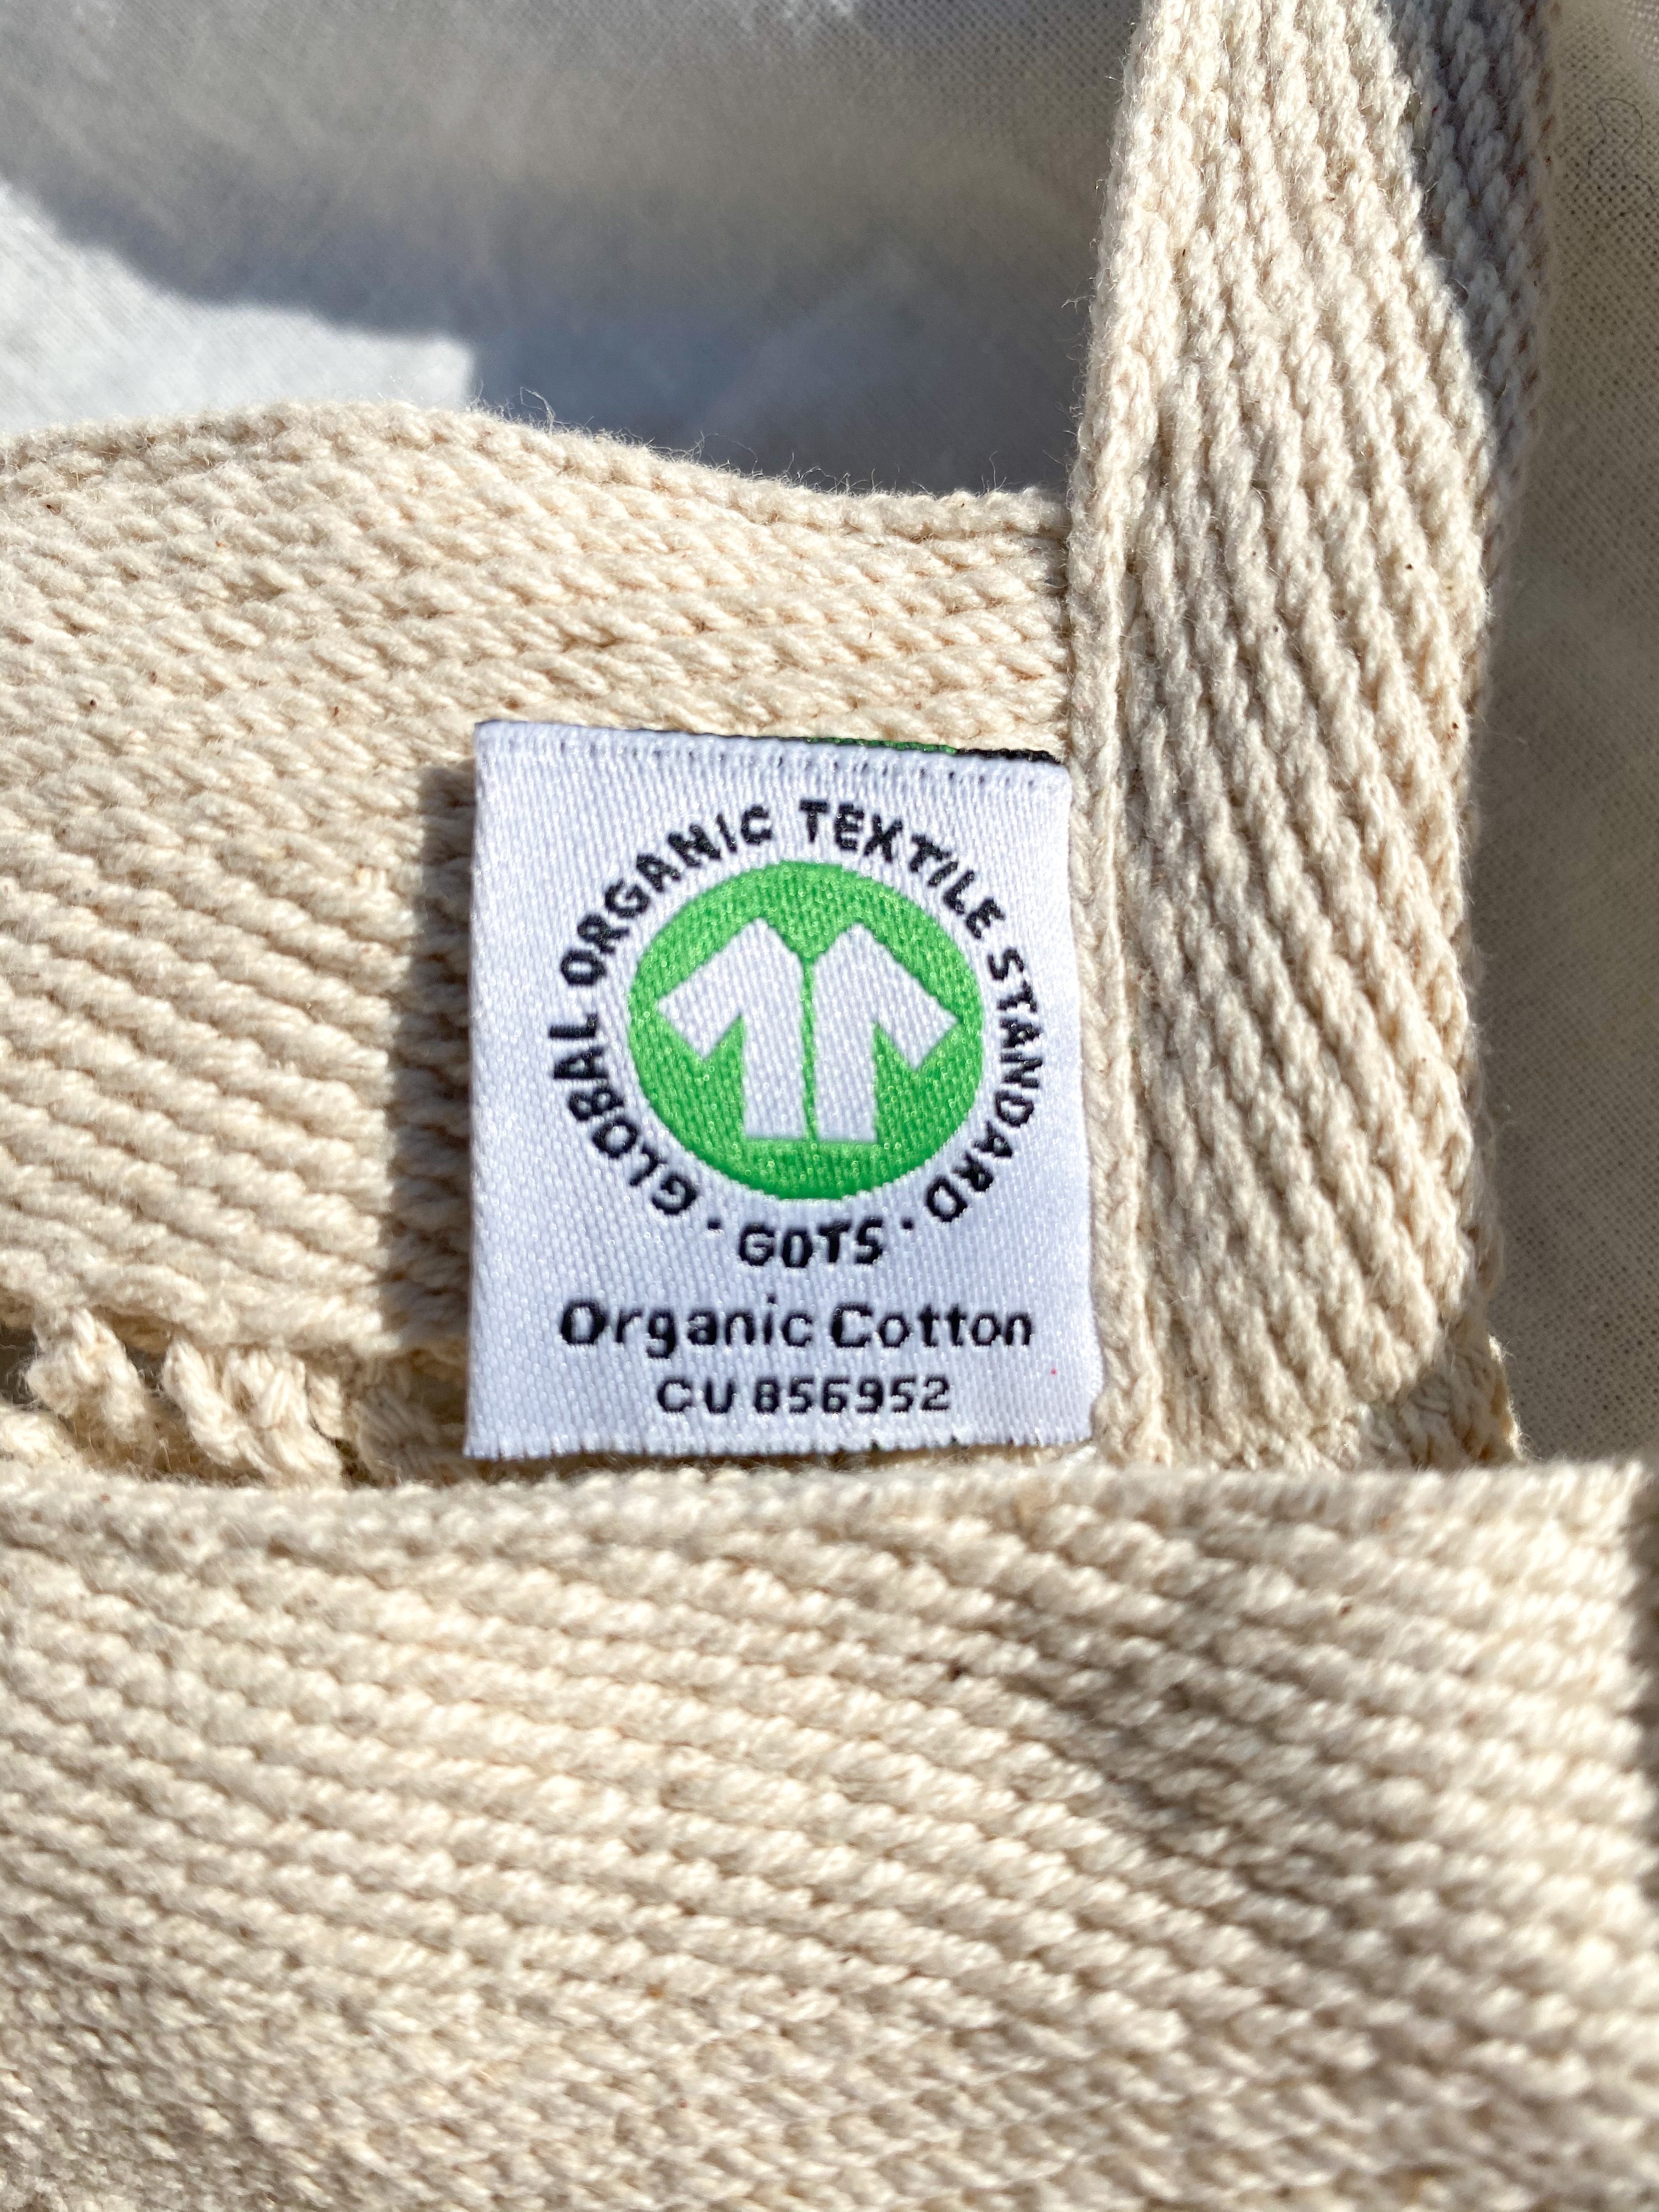 GLOBAL ORGANIC TEXTILE STANDARD
· GOTS ·
Organic Cotton
CU 856952